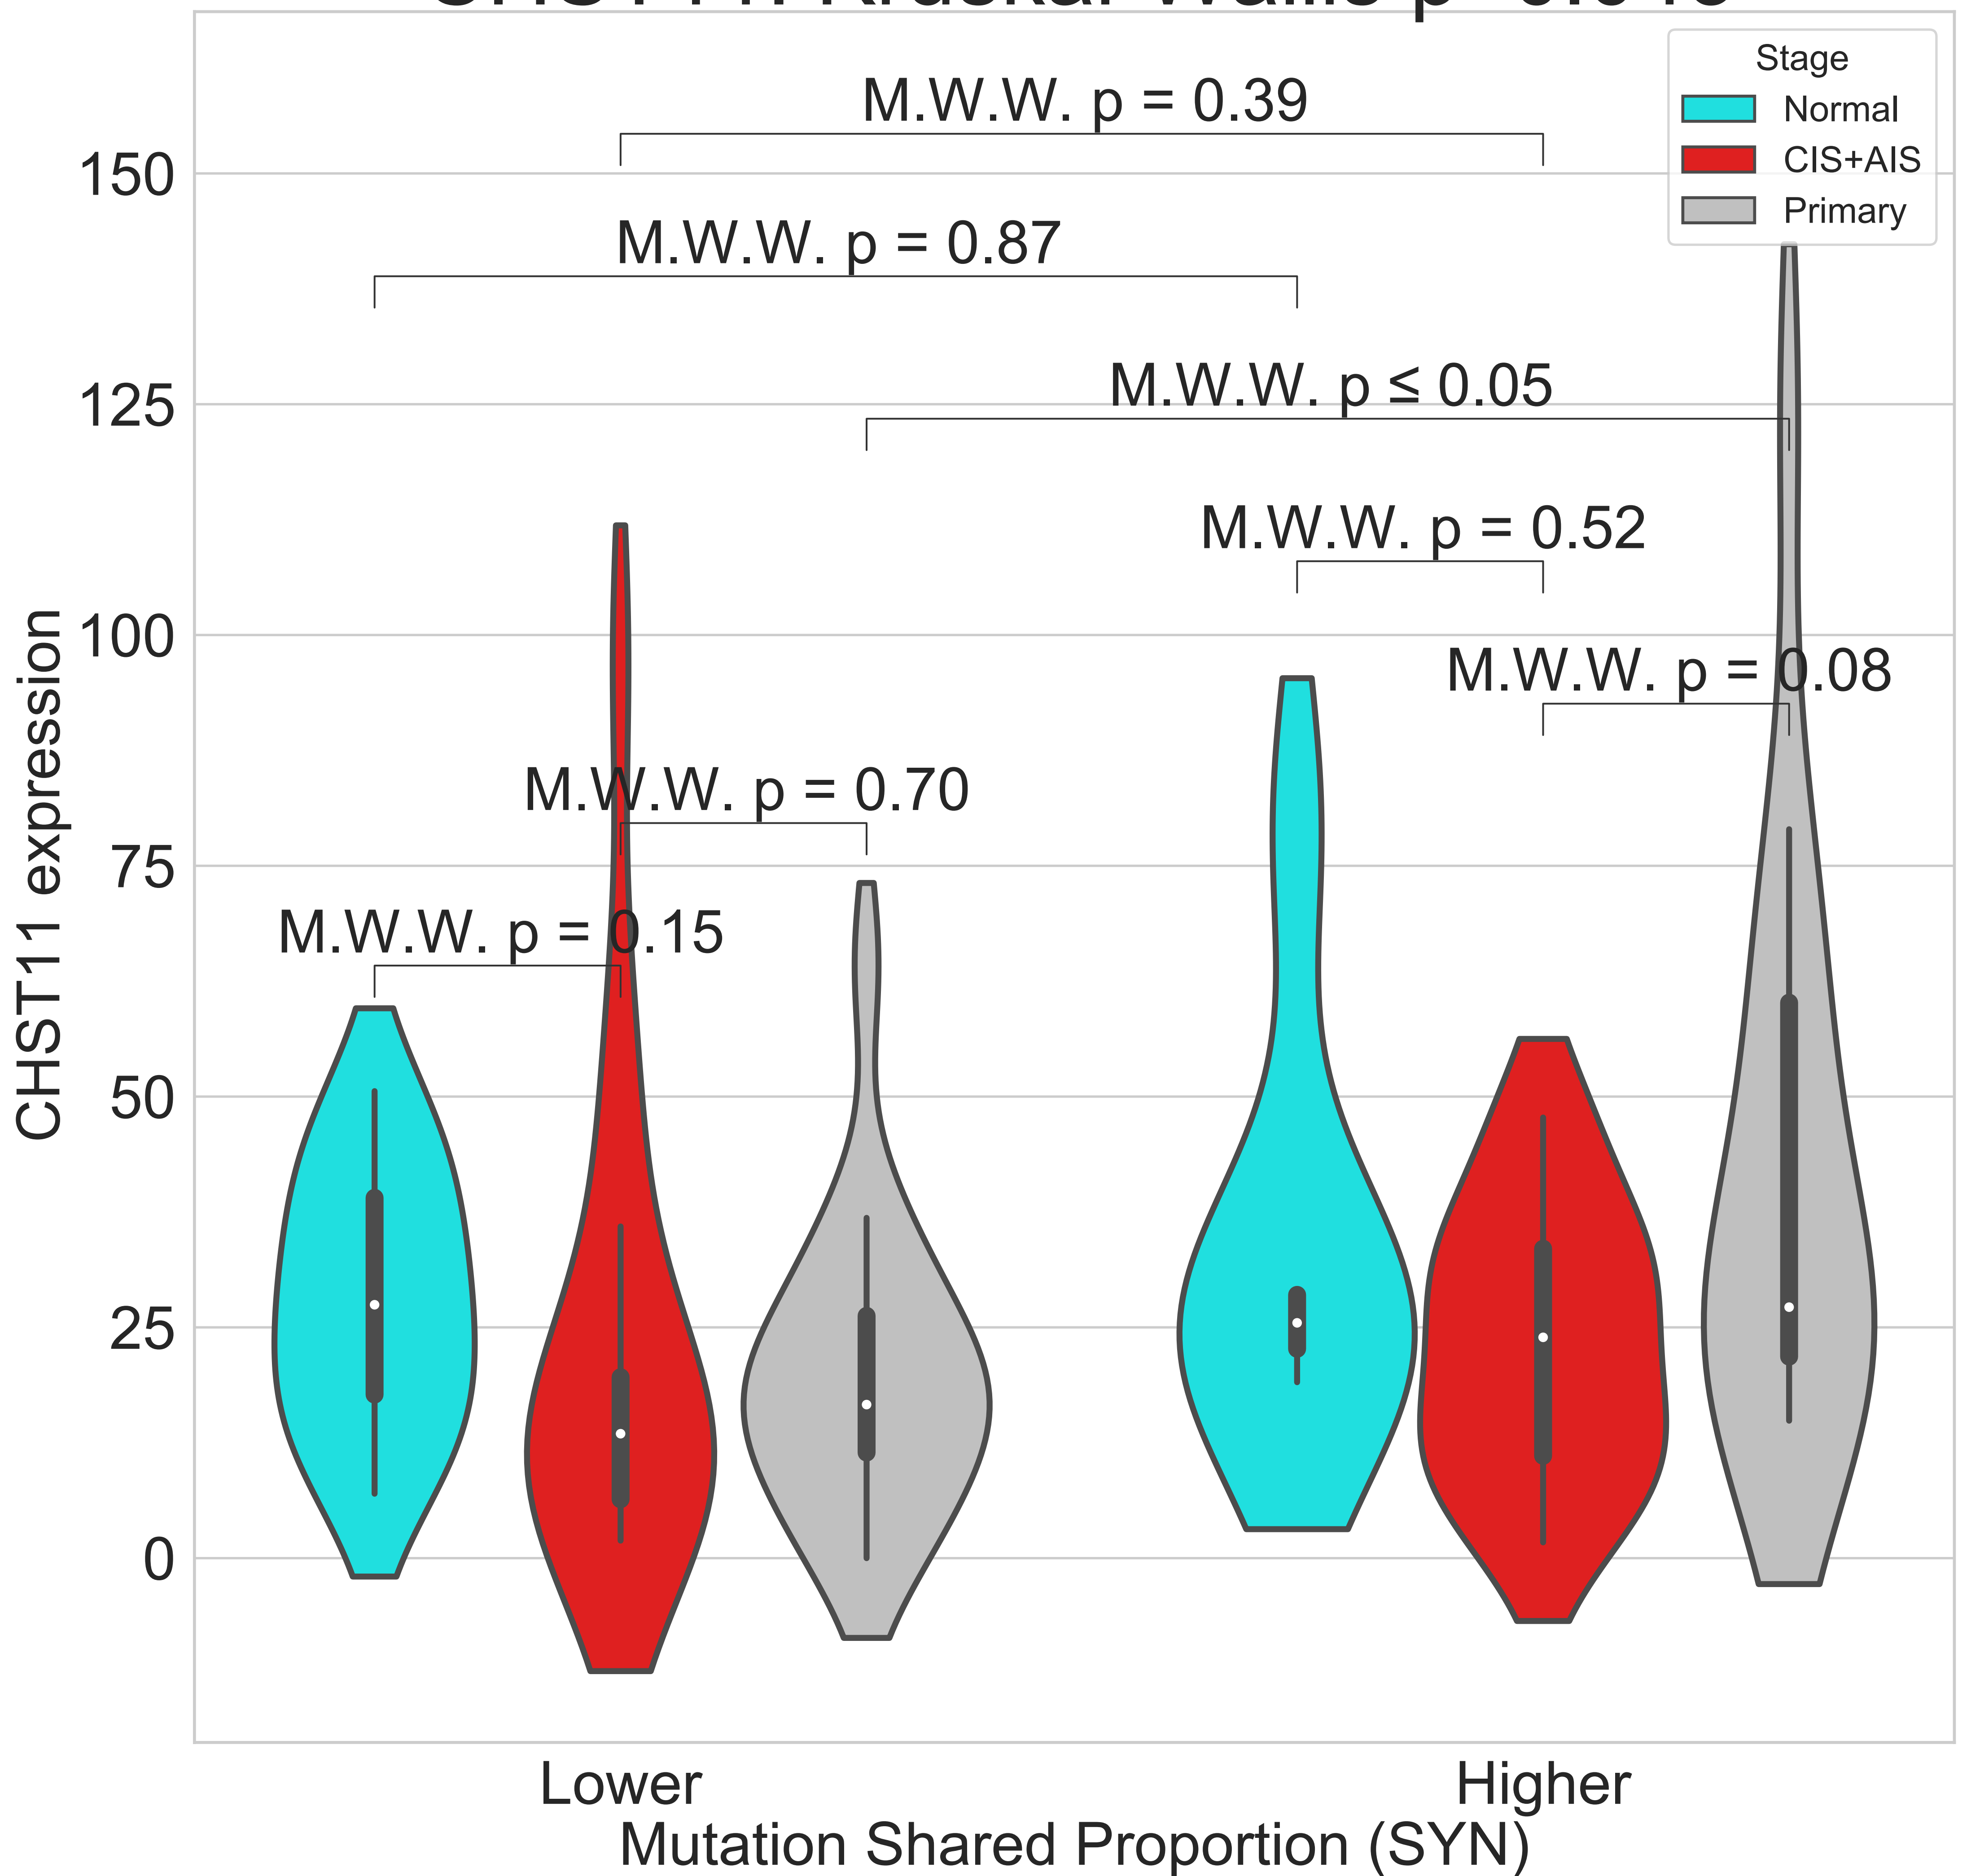 Stage
Normal
CIS+AIS
Primary
M.W.W. p = 0.39
150
M.W.W. p = 0.87
125
M.W.W. p ≤ 0.05
M.W.W. p = 0.52
100
M.W.W. p = 0.08
M.W.W. p = 0.70
75
M.W.W. p = 0.15
50
25
0
CHST11 expression
Lower
Higher
Mutation Shared Proportion (SYN)